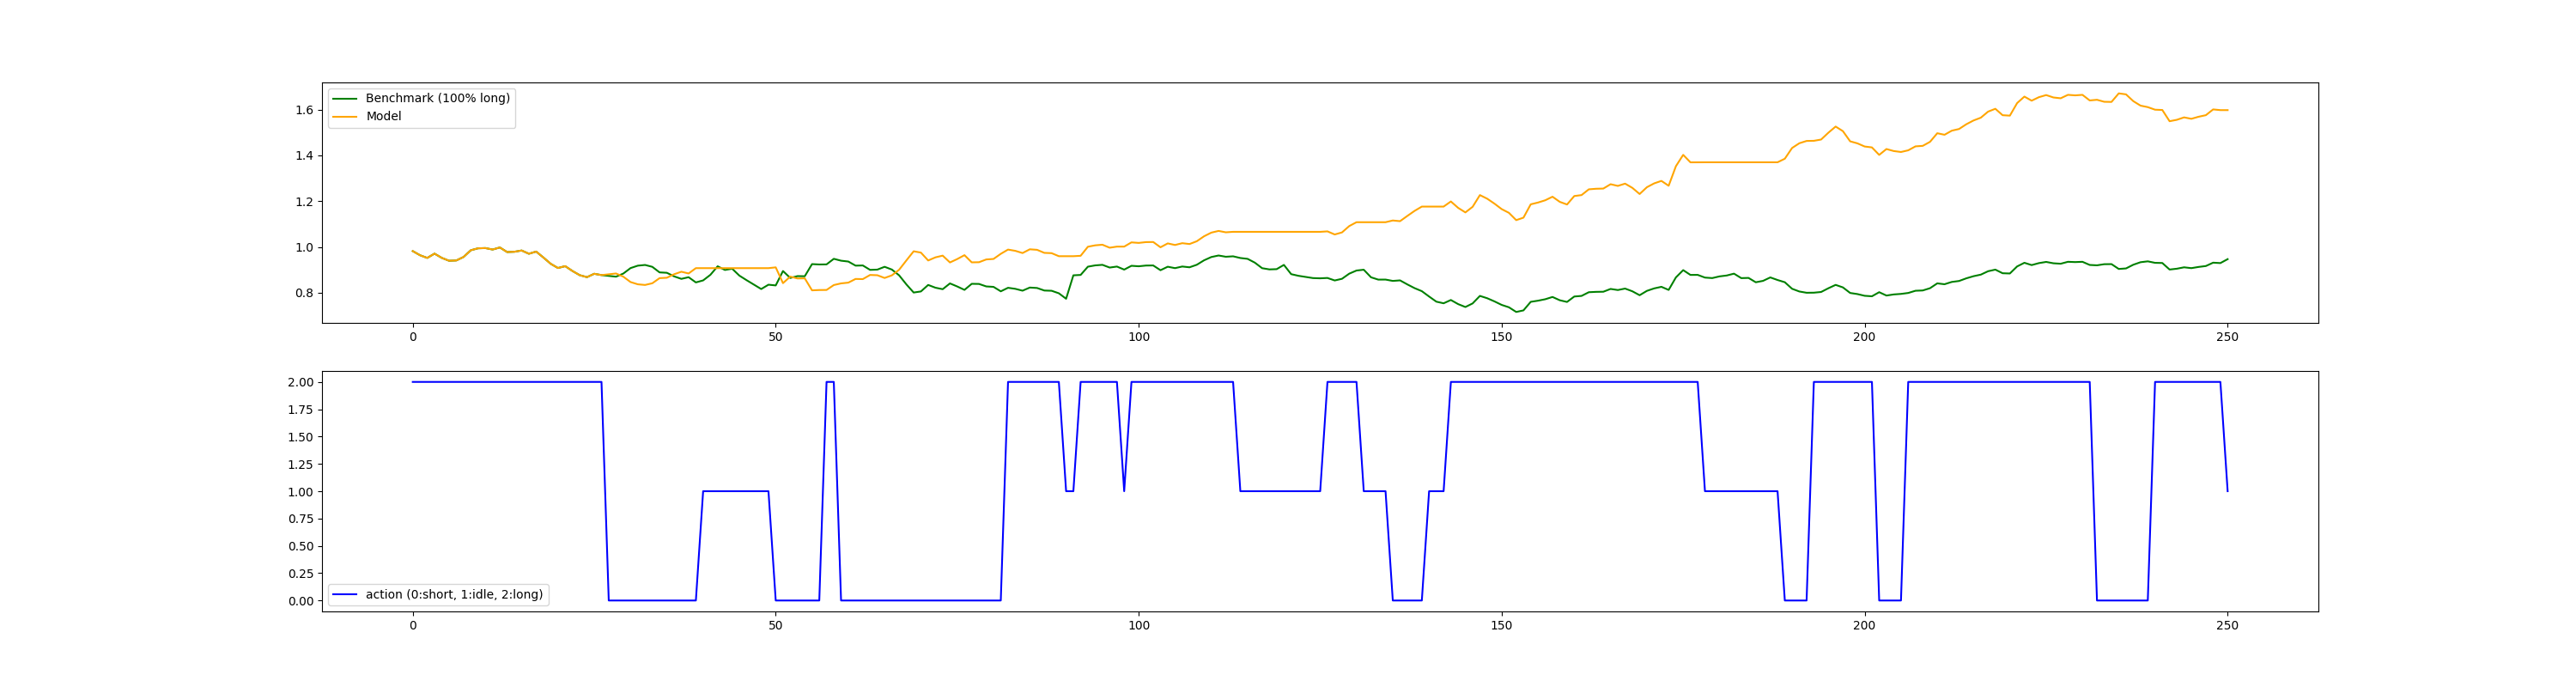 Benchmark (100% long)
Model
1.6
1.4
1.2
1.0
0.8
0 50 100 150 200 250
2.00
1.75
1.50
1.25
1.00
0.75
0.50
0.25
0.00
action (0:short, 1:idle, 2:long)
0 50 100 150 200 250